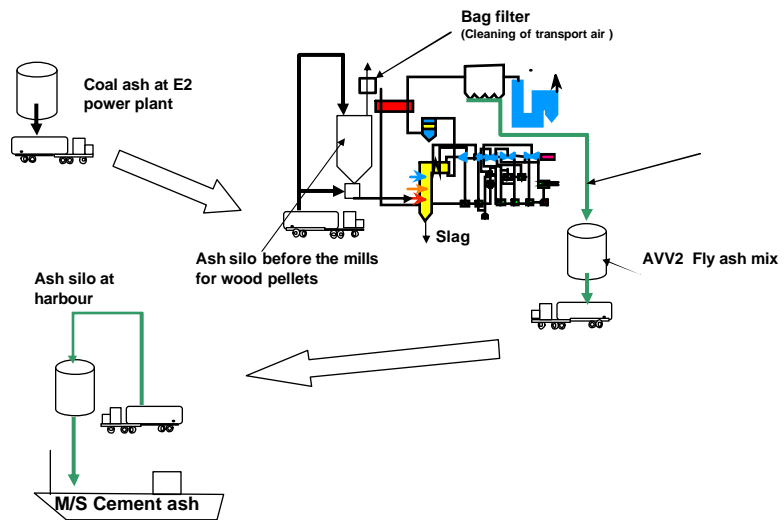 Bag filter
(Cleaning of transport air )
Coal ash at E2
power plant
Slag
Ash silo before the mills
for wood pellets
AVV2 Fly ash mix
Ash silo at
harbour
M/S Cement ash